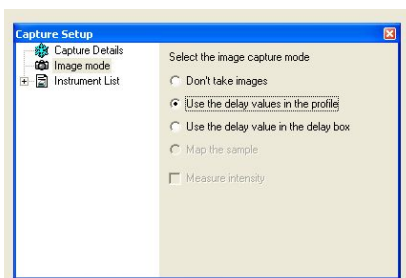 Capture Setup
Capture Details
Image mode
Instrument List
Select the image capture mode
Don't take images
Use the delay values in the profile
Use the delay value in the delay box
Map the sample
Measure intensity